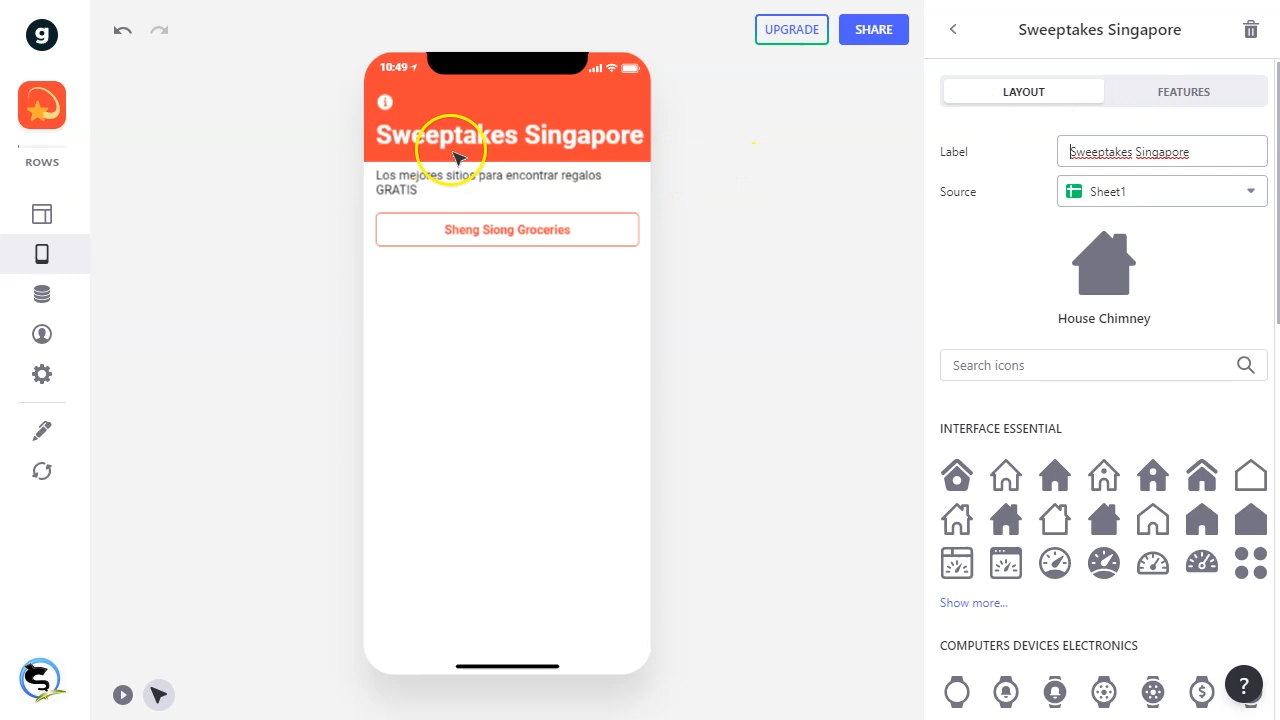 g
UPGRADE
SHARE
Sweeptakes Singapore
LAYOUT
FEATURES
ROWS
10:49
Sweeptakes Singapore
Los mejores sitios para encontrar regalos
GRATIS
Sheng Siong Groceries
Label
Sweeptakes Singapore
Source
Sheet1
House Chimney
Search icons
INTERFACE ESSENTIAL
Show more...
COMPUTERS DEVICES ELECTRONICS
?